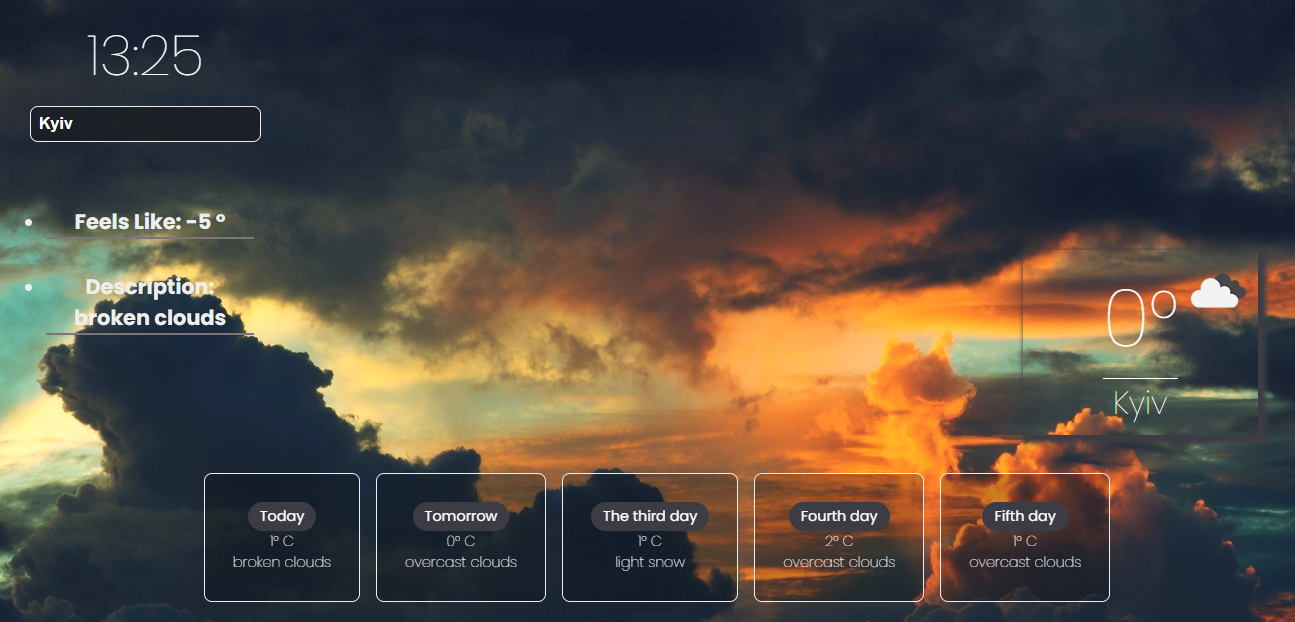 13:25
Kyiv
Feels Like: -5 °
Description:
broken clouds
0°
Kyiv
Today
1° C
broken clouds
Tomorrow
0° C
overcast clouds
The third day
1° C
light snow
Fourth day
2° C
overcast clouds
Fifth day
1° C
overcast clouds